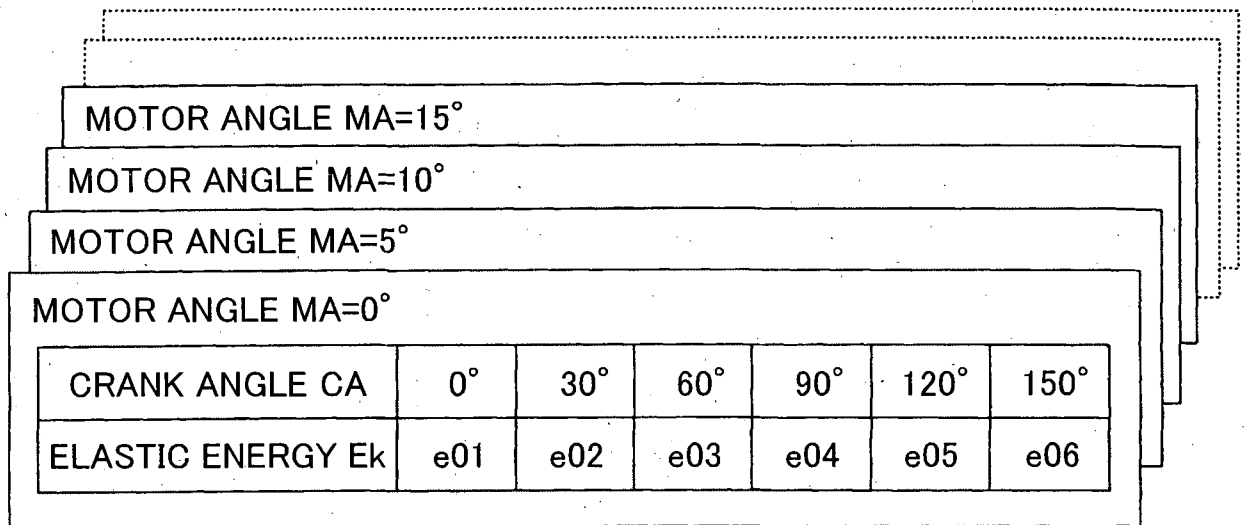 MOTOR ANGLE MA=15°
MOTOR ANGLE MA=10°
MOTOR ANGLE MA=5°
MOTOR ANGLE MA=0°
CRANK ANGLE CA 0° 30° 60° 90° 120° 150°
ELASTIC ENERGY Ek e01 e02 e03 e04 e05 e06